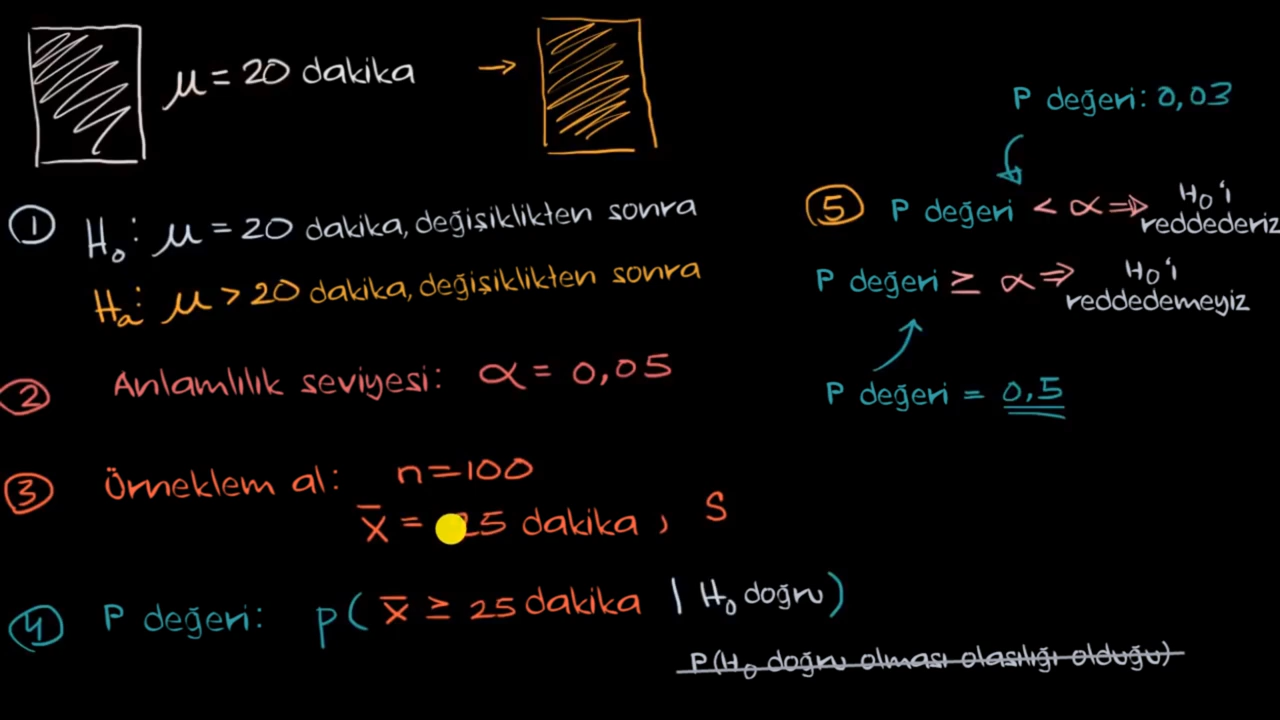 μ = 20 dakika →
① H₀: μ = 20 dakika, değişiklikten sonra
Hₐ: μ > 20 dakika, değişiklikten sonra
② Anlamlılık seviyesi: α = 0,05
③ Örneklem al: n=100
x̄ = 25 dakika, S
④ P değeri: P( x̄ ≥ 25 dakika | H₀ doğru)
P(H₀ doğru olması olasılığı olduğu)
P değeri: 0,03
⑤ P değeri < α ⇒ H₀'ı
reddederiz
P değeri ≥ α ⇒ H₀'ı
reddedemeyiz
P değeri = 0,5